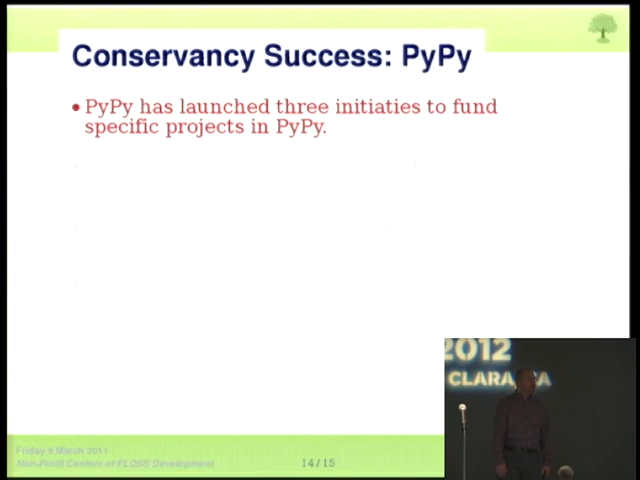 Conservancy Success: PyPy
• PyPy has launched three initiaties to fund
specific projects in PyPy.
2012
CLARA, CA
Friday 9 March 2011
Non-Profit Centers of FLOSS Development
14/15